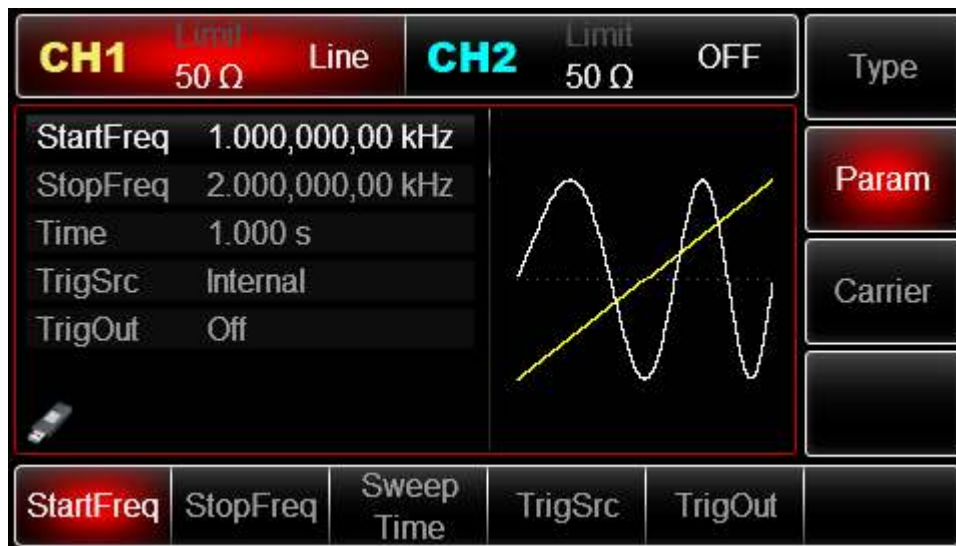 CH1 Limit 50 Ω Line CH2 Limit 50 Ω OFF
Type
StartFreq 1.000,000,00 kHz
StopFreq 2.000,000,00 kHz
Time 1.000 s
TrigSrc Internal
TrigOut Off
Param
Carrier
StartFreq StopFreq Sweep Time TrigSrc TrigOut